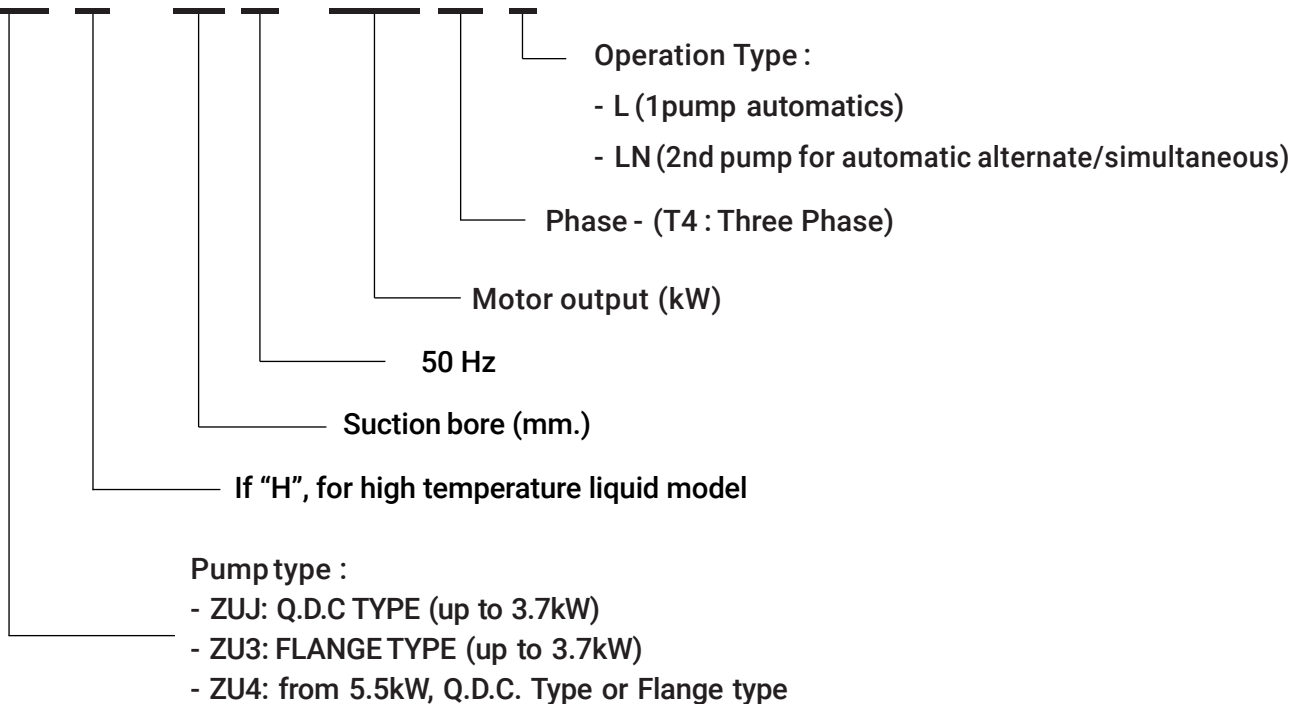 Operation Type :
- L (1pump automatics)
- LN (2nd pump for automatic alternate/simultaneous)
Phase - (T4 : Three Phase)
Motor output (kW)
50 Hz
Suction bore (mm.)
If “H”, for high temperature liquid model
Pump type :
- ZUJ: Q.D.C TYPE (up to 3.7kW)
- ZU3: FLANGE TYPE (up to 3.7kW)
- ZU4: from 5.5kW, Q.D.C. Type or Flange type